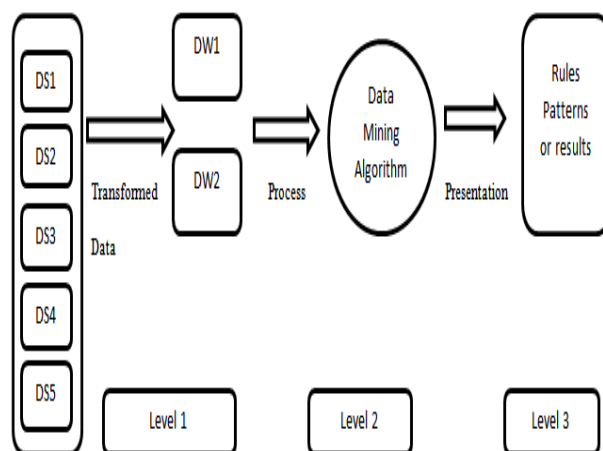 DS1
DS2
DS3
DS4
DS5
Transformed
Data
DW1
DW2
Process
Data
Mining
Algorithm
Presentation
Rules
Patterns
or results
Level 1
Level 2
Level 3